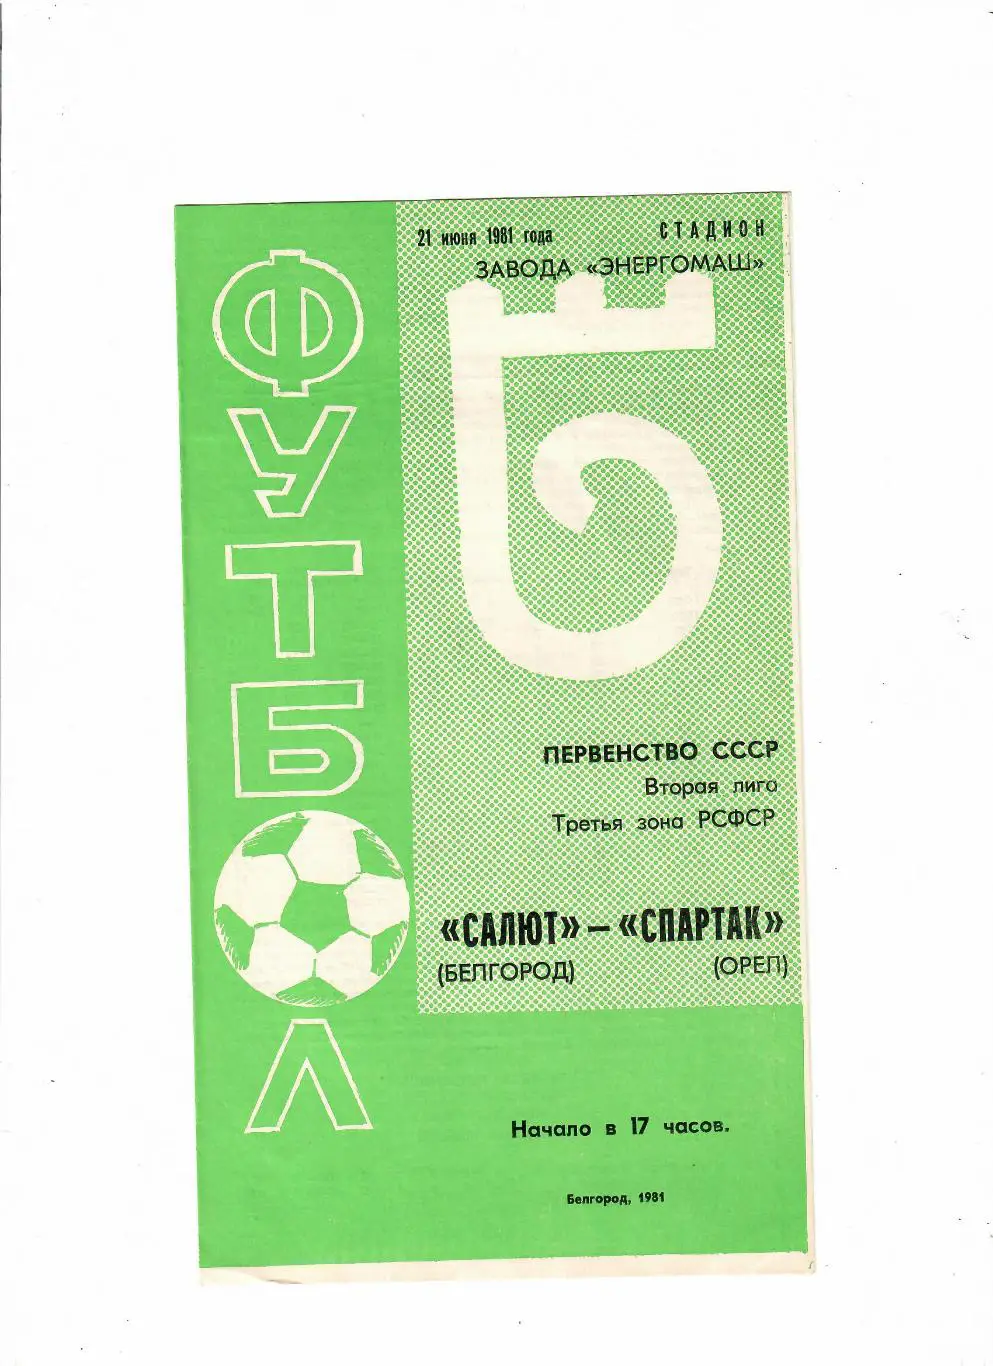 ФУТБОЛ
21 июня 1981 года
СТАДИОН
ЗАВОДА «ЭНЕРГОМАШ»
Б
ПЕРВЕНСТВО СССР
Вторая лига
Третья зона РСФСР
«САЛЮТ» – «СПАРТАК»
(БЕЛГОРОД) (ОРЕЛ)
Начало в 17 часов.
Белгород, 1981